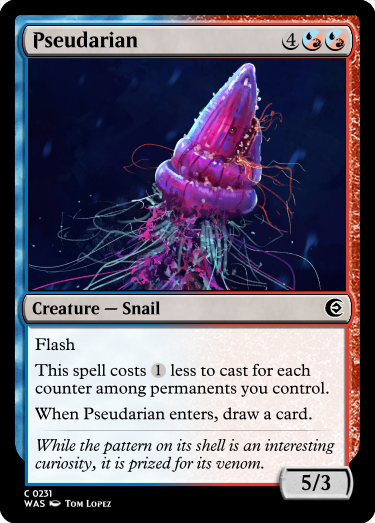 Pseudarian 4
Creature — Snail
Flash
This spell costs 1 less to cast for each
counter among permanents you control.
When Pseudarian enters, draw a card.
While the pattern on its shell is an interesting
curiosity, it is prized for its venom.
5/3
C 0231
WAS Tom Lopez